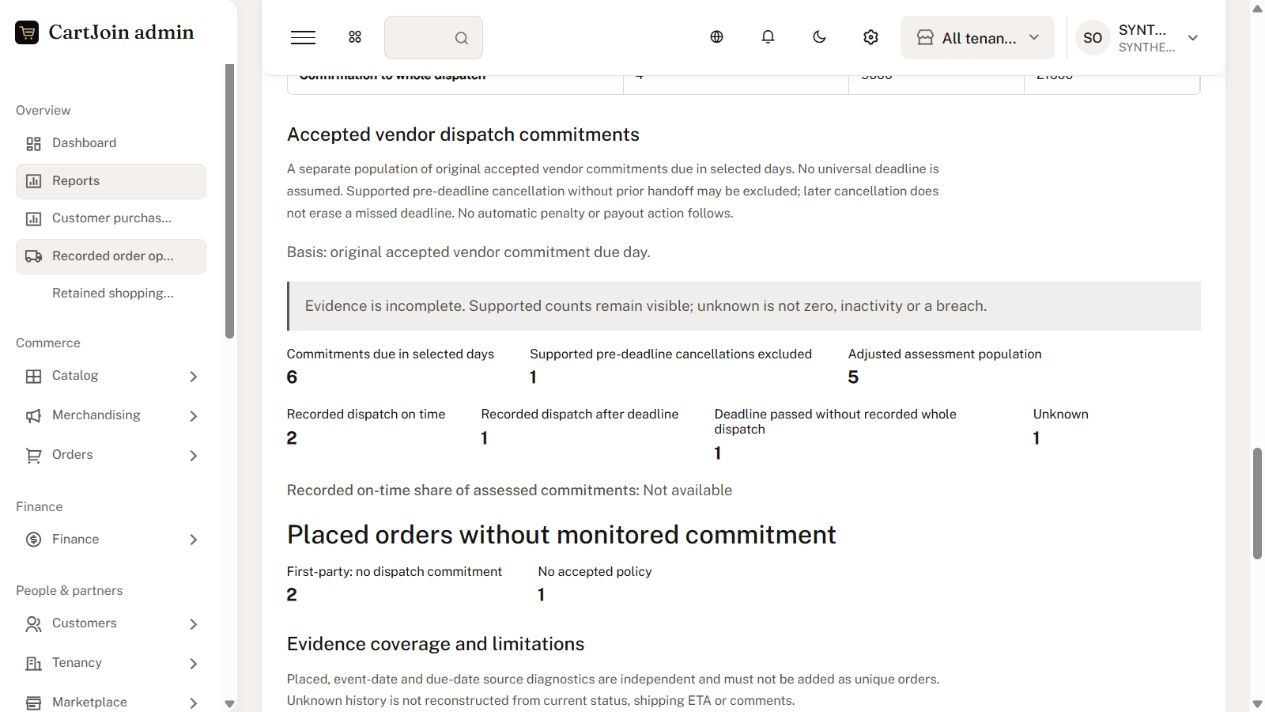 CartJoin admin
All tenan...
SO
SYNT...
SYNTHE...
Overview
Dashboard
Reports
Customer purchas...
Recorded order op...
Retained shopping...
Commerce
Catalog
Merchandising
Orders
Finance
Finance
People & partners
Customers
Tenancy
Marketplace
Confirmation to whole dispatch
Accepted vendor dispatch commitments
A separate population of original accepted vendor commitments due in selected days. No universal deadline is
assumed. Supported pre-deadline cancellation without prior handoff may be excluded; later cancellation does
not erase a missed deadline. No automatic penalty or payout action follows.
Basis: original accepted vendor commitment due day.
Evidence is incomplete. Supported counts remain visible; unknown is not zero, inactivity or a breach.
Commitments due in selected days
6
Supported pre-deadline cancellations excluded
1
Adjusted assessment population
5
Recorded dispatch on time
2
Recorded dispatch after deadline
1
Deadline passed without recorded whole
dispatch
1
Unknown
1
Recorded on-time share of assessed commitments: Not available
Placed orders without monitored commitment
First-party: no dispatch commitment
2
No accepted policy
1
Evidence coverage and limitations
Placed, event-date and due-date source diagnostics are independent and must not be added as unique orders.
Unknown history is not reconstructed from current status, shipping ETA or comments.